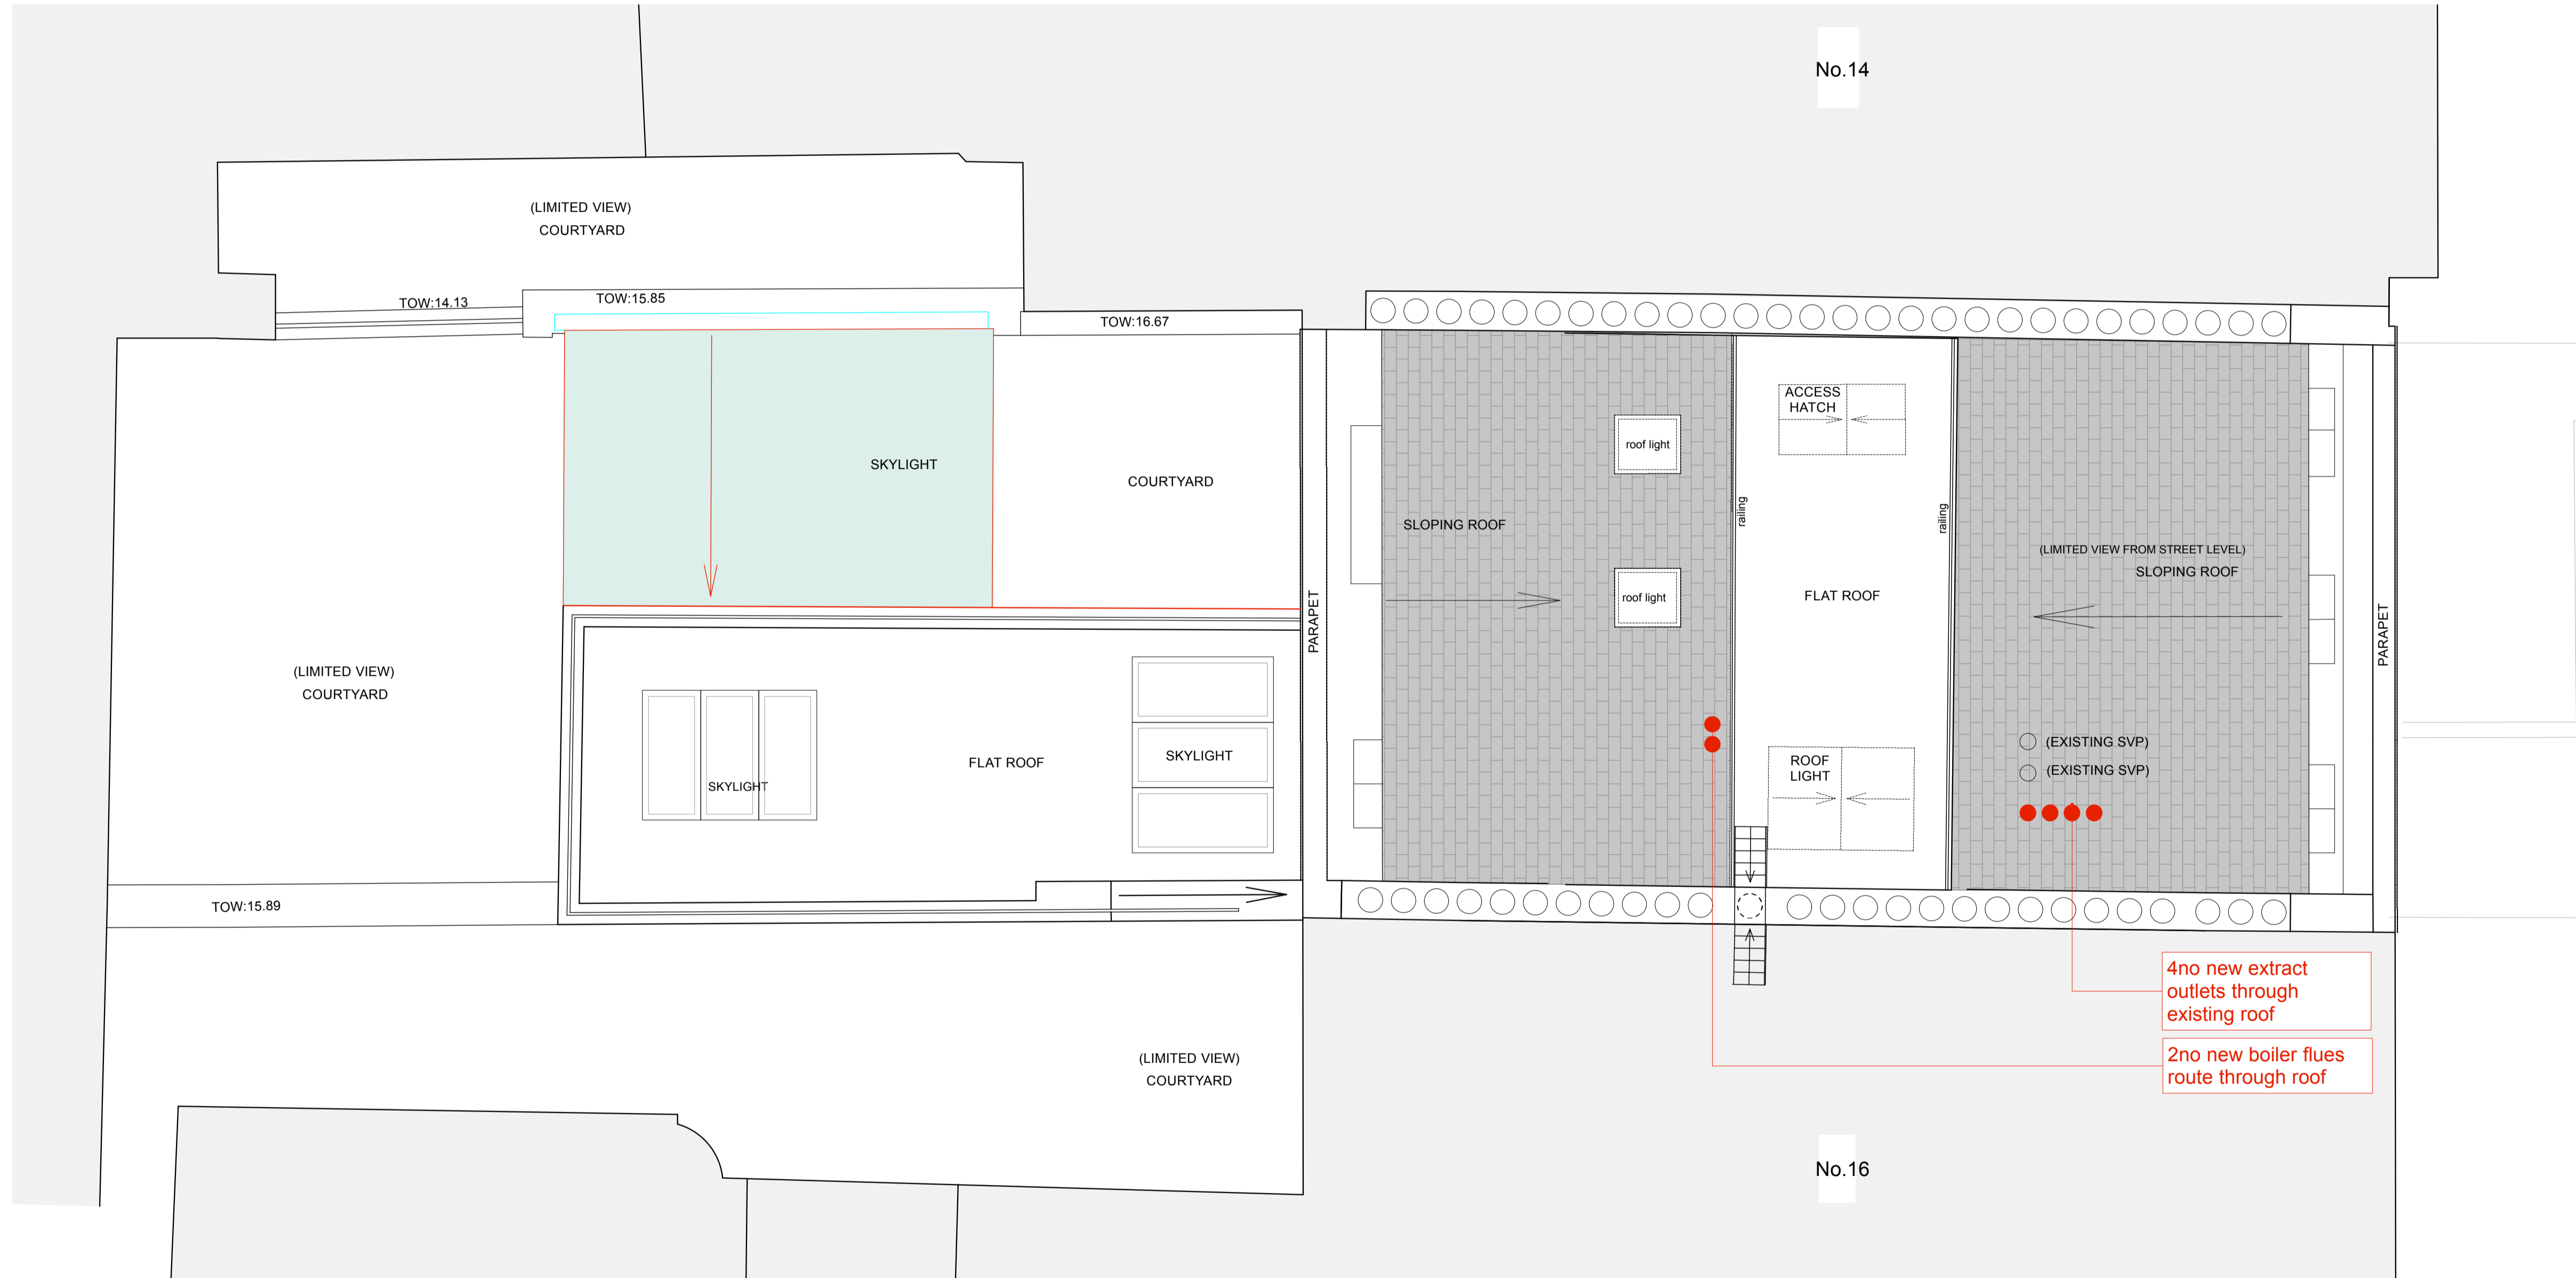 No.14
(LIMITED VIEW)
COURTYARD
TOW:14.13
TOW:15.85
TOW:16.67
SKYLIGHT
COURTYARD
(LIMITED VIEW)
COURTYARD
SKYLIGHT
FLAT ROOF
SKYLIGHT
TOW:15.89
(LIMITED VIEW)
COURTYARD
PARAPET
SLOPING ROOF
roof light
roof light
railing
ACCESS
HATCH
FLAT ROOF
ROOF
LIGHT
railing
(LIMITED VIEW FROM STREET LEVEL)
SLOPING ROOF
(EXISTING SVP)
(EXISTING SVP)
PARAPET
4no new extract
outlets through
existing roof
2no new boiler flues
route through roof
No.16